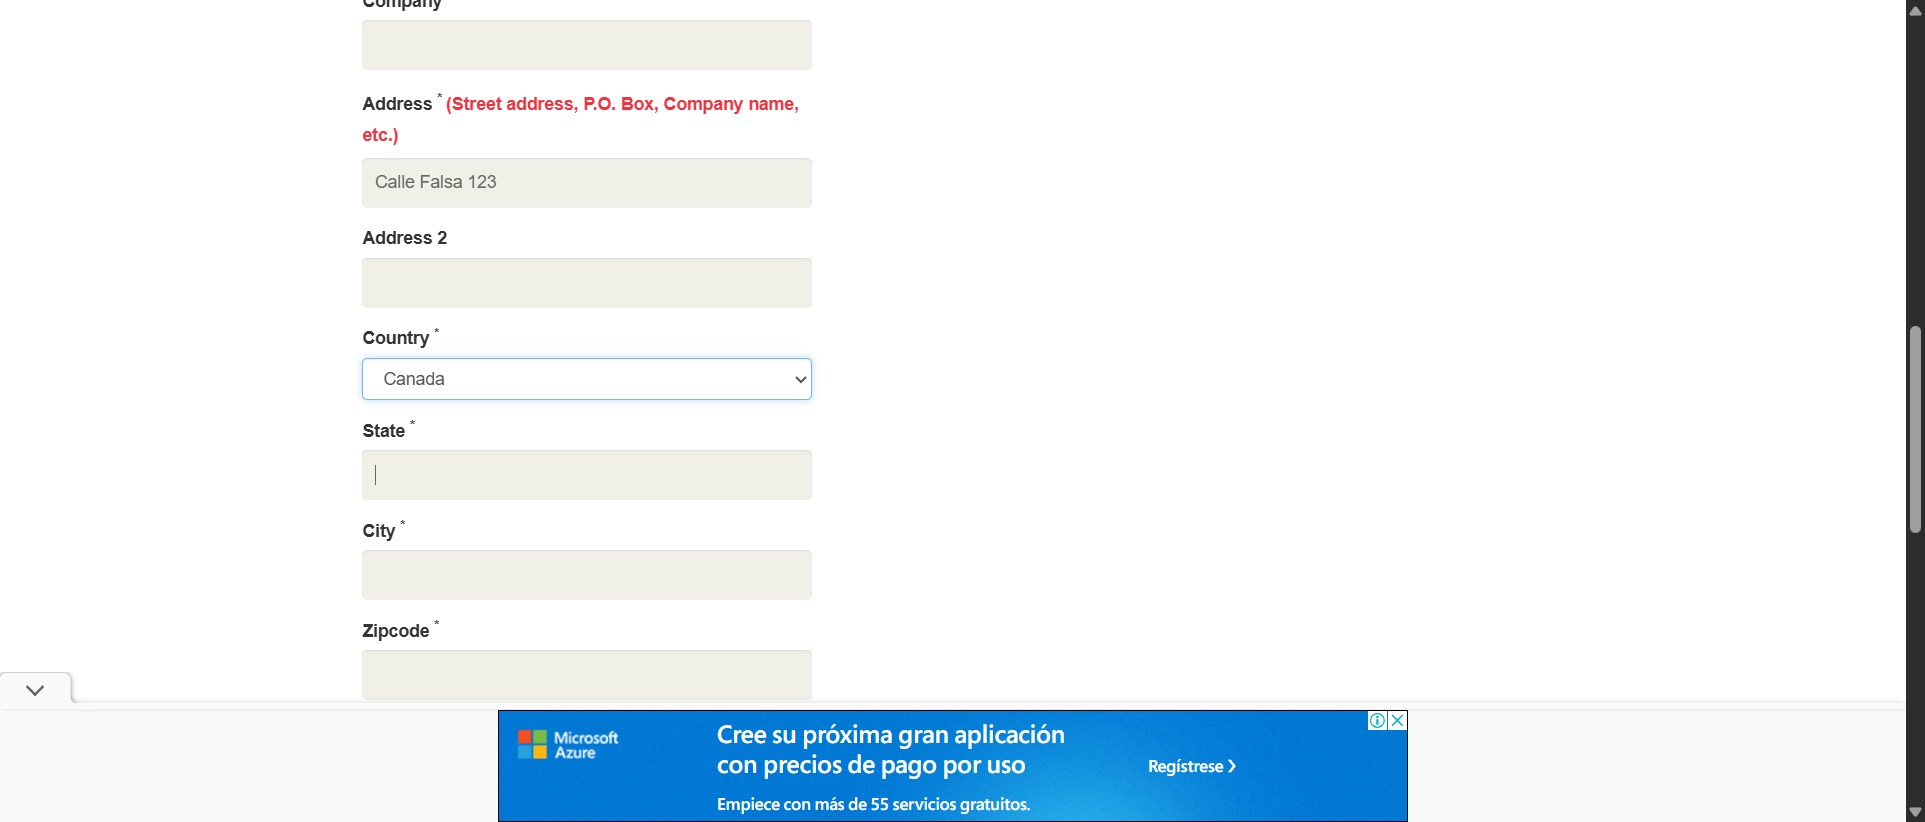 Company
Address * (Street address, P.O. Box, Company name,
etc.)
Calle Falsa 123
Address 2
Country *
Canada
State *
City *
Zipcode *
Microsoft
Azure
Cree su próxima gran aplicación
con precios de pago por uso
Empiece con más de 55 servicios gratuitos.
Regístrese